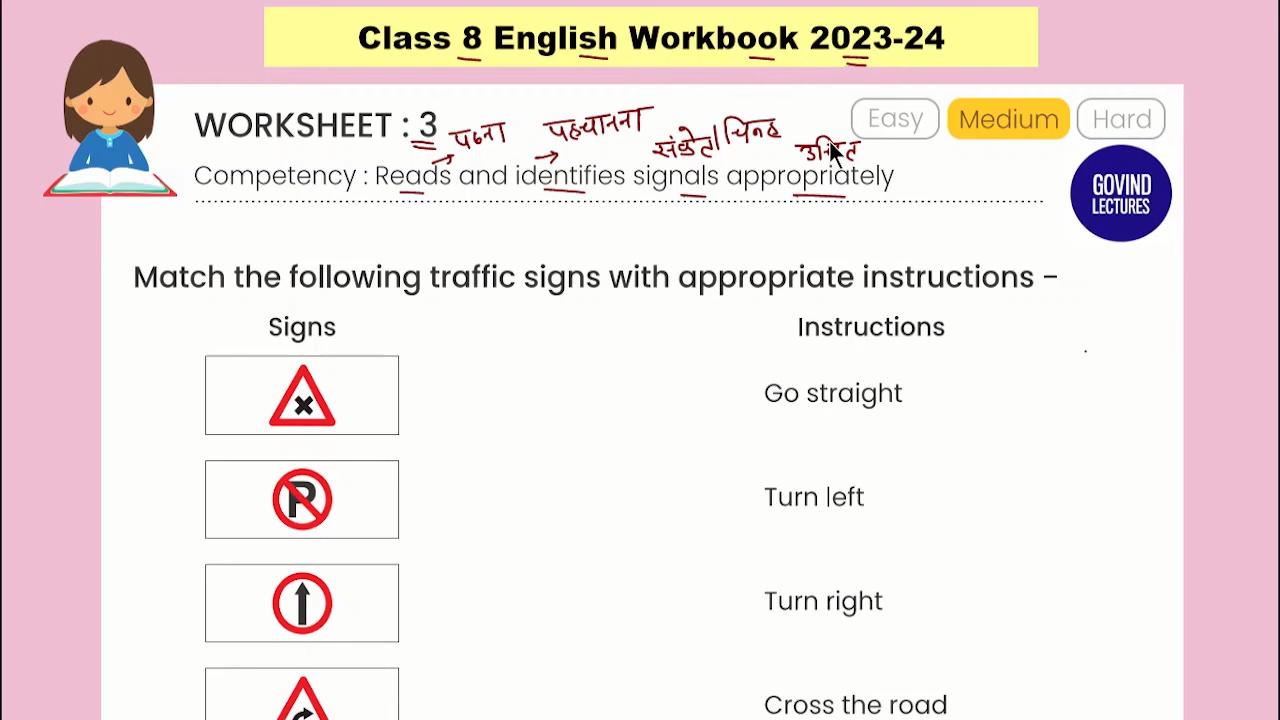 Class 8 English Workbook 2023-24
WORKSHEET : 3
Easy Medium Hard
पढना पहचानना संकेत/चिन्ह उचित
Competency : Reads and identifies signals appropriately
GOVIND
LECTURES
Match the following traffic signs with appropriate instructions –
Signs Instructions
Go straight
P Turn left
Turn right
Cross the road